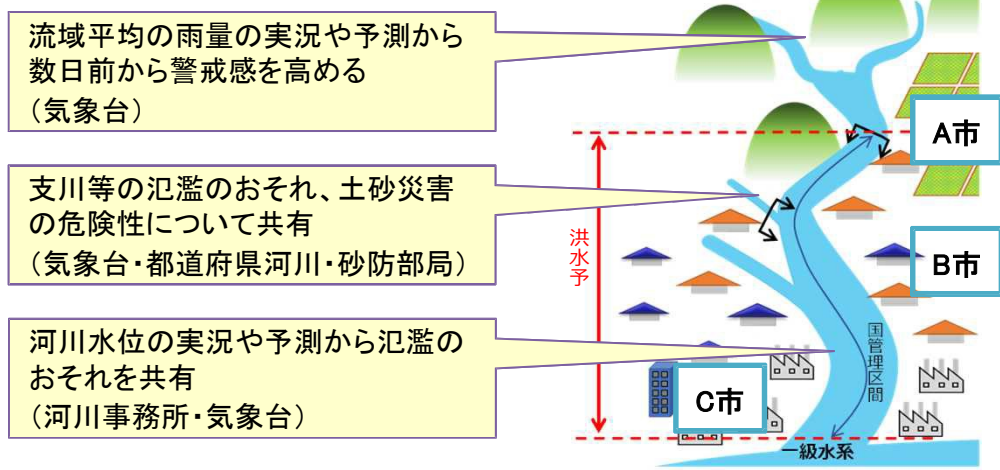 流域平均の雨量の実況や予測から
数日前から警戒感を高める
（気象台）
支川等の氾濫のおそれ、土砂災害
の危険性について共有
（気象台・都道府県河川・砂防部局）
河川水位の実況や予測から氾濫の
おそれを共有
（河川事務所・気象台）
A市
B市
C市
洪水予
国管理区間
一級水系